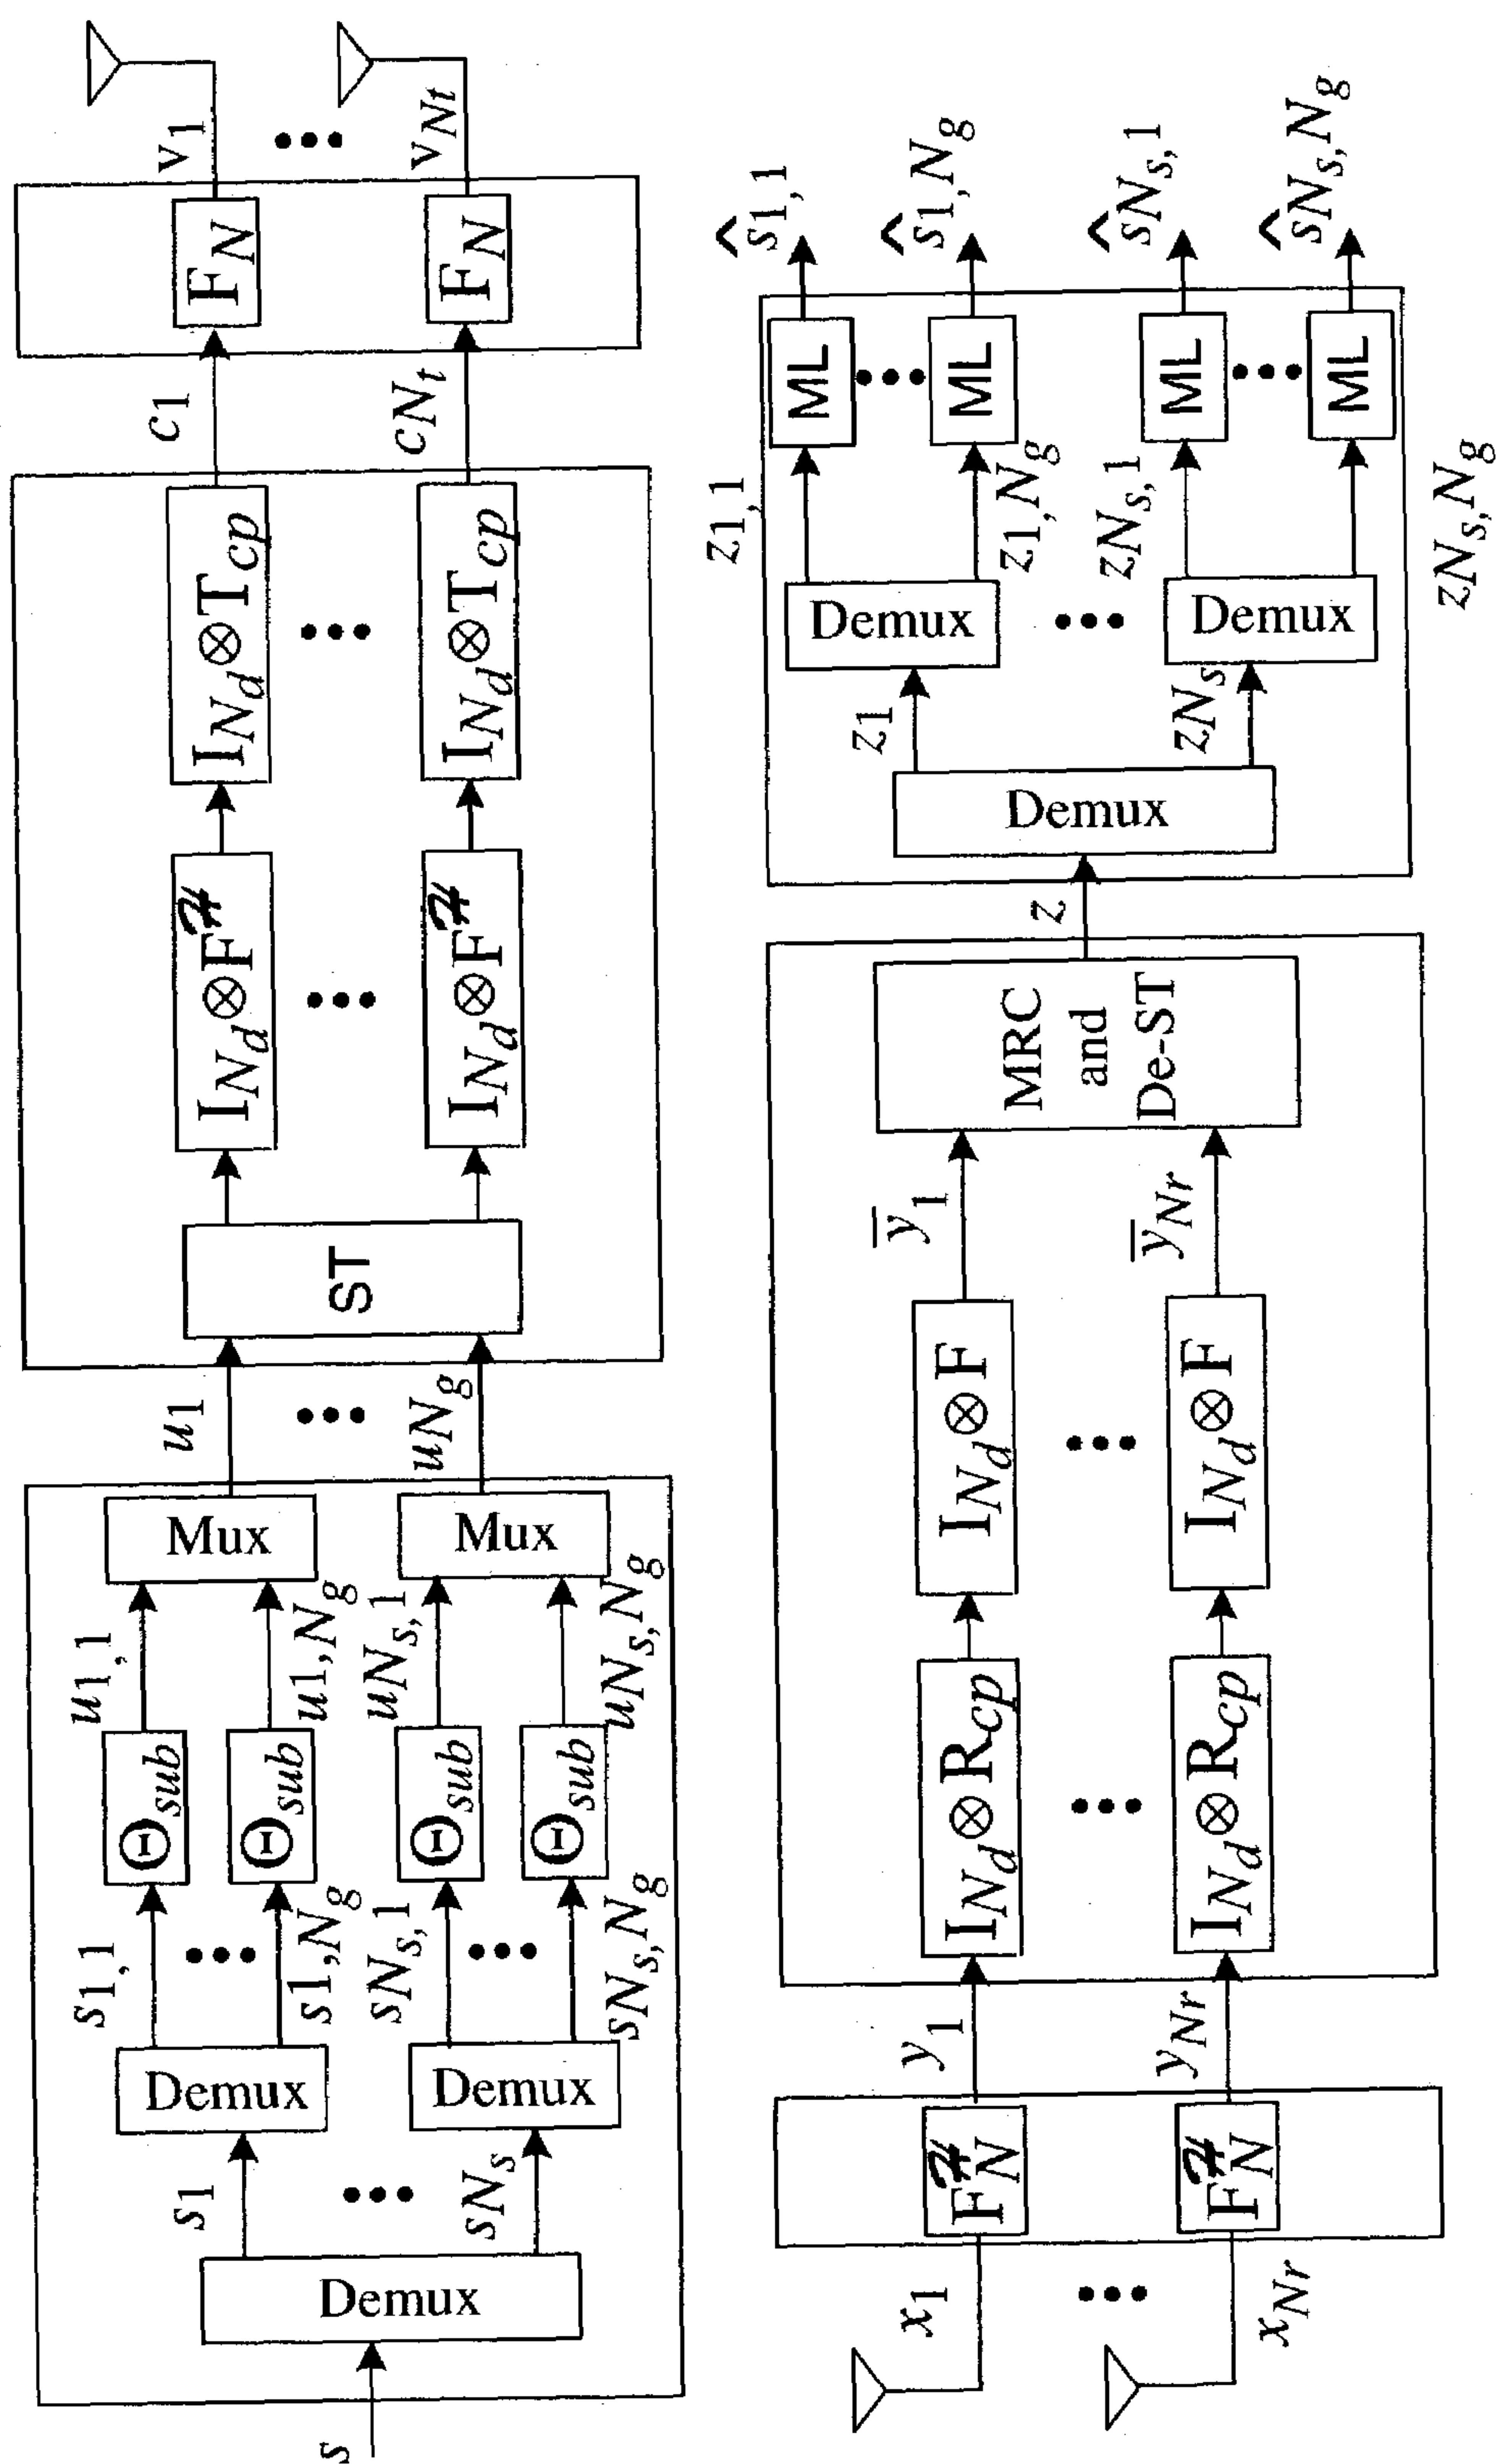 s
Demux
s1
sNs
Demux
Demux
s1,1
s1,Ng
sNs,1
sNs,Ng
Θsub
Θsub
Θsub
Θsub
u1,1
u1,Ng
uNs,1
uNs,Ng
Mux
Mux
u1
uNg
ST
INd⊗Fℋ
INd⊗Fℋ
INd⊗Tcp
INd⊗Tcp
c1
cNt
FN
FN
v1
vNt
x1
xNr
FℋN
FℋN
y1
yNr
INd⊗Rcp
INd⊗Rcp
INd⊗F
INd⊗F
y̅1
y̅Nr
MRC
and
De-ST
z
Demux
z1
zNs
Demux
Demux
z1,1
z1,Ng
zNs,1
zNs,Ng
ML
ML
ML
ML
ŝ1,1
ŝ1,Ng
ŝNs,1
ŝNs,Ng